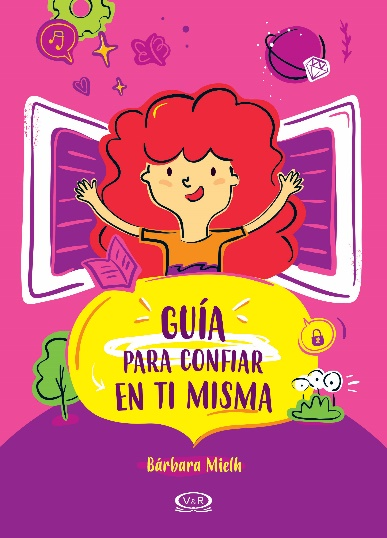 GUÍA
PARA CONFIAR
EN TI MISMA
Bárbara Mielh
V&R